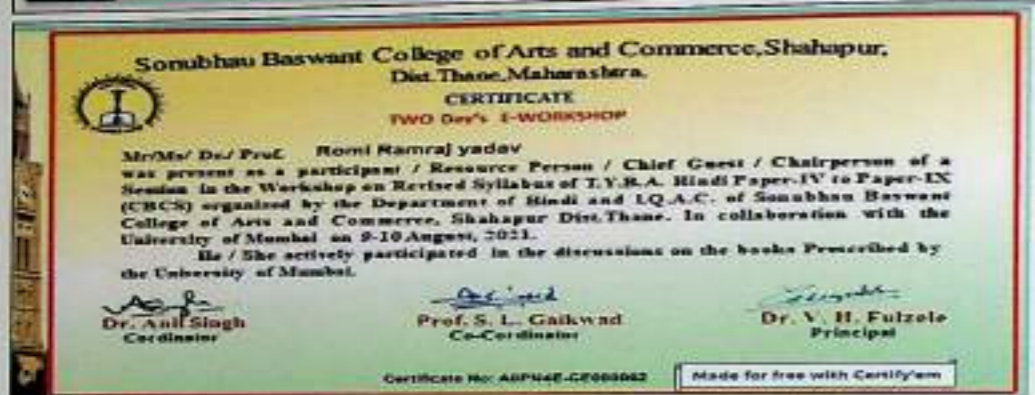 Sonubhau Baswant College of Arts and Commerce,Shahapur,
Dist.Thane,Maharashtra.
CERTIFICATE
TWO Day's E-WORKSHOP
Mr/Ms/ Dr./ Prof. Romi Ramraj yadav
was present as a participant / Resource Person / Chief Guest / Chairperson of a
Session in the Workshop on Revised Syllabus of T.Y.B.A. Hindi Paper-IV to Paper-IX
(CBCS) organized by the Department of Hindi and I.Q.A.C. of Sonubhau Baswant
College of Arts and Commerce, Shahapur Dist.Thane. In collaboration with the
University of Mumbai on 9-10 August, 2021.
He / She actively participated in the discussions on the books Prescribed by
the University of Mumbai.
Dr. Anil Singh Prof. S. L. Gaikwad Dr. V. H. Fulzele
Cordinator Co-Cordinator Principal
Certificate No: Made for free with Certify'em